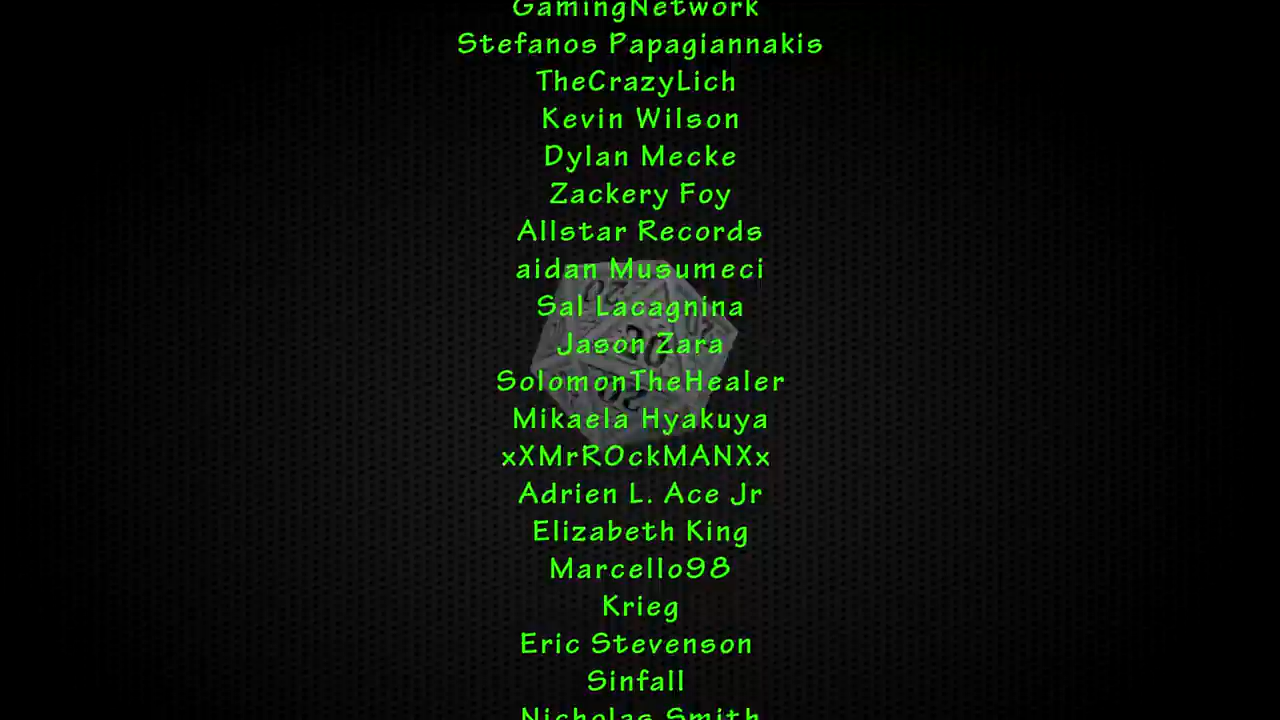 GamingNetwork
Stefanos Papagiannakis
TheCrazyLich
Kevin Wilson
Dylan Mecke
Zackery Foy
Allstar Records
aidan Musumeci
Sal Lacagnina
Jason Zara
20
SolomonTheHealer
Mikaela Hyakuya
xXMrROckMANXx
Adrien L. Ace Jr
Elizabeth King
Marcello98
Krieg
Eric Stevenson
Sinfall
Nicholas Smith